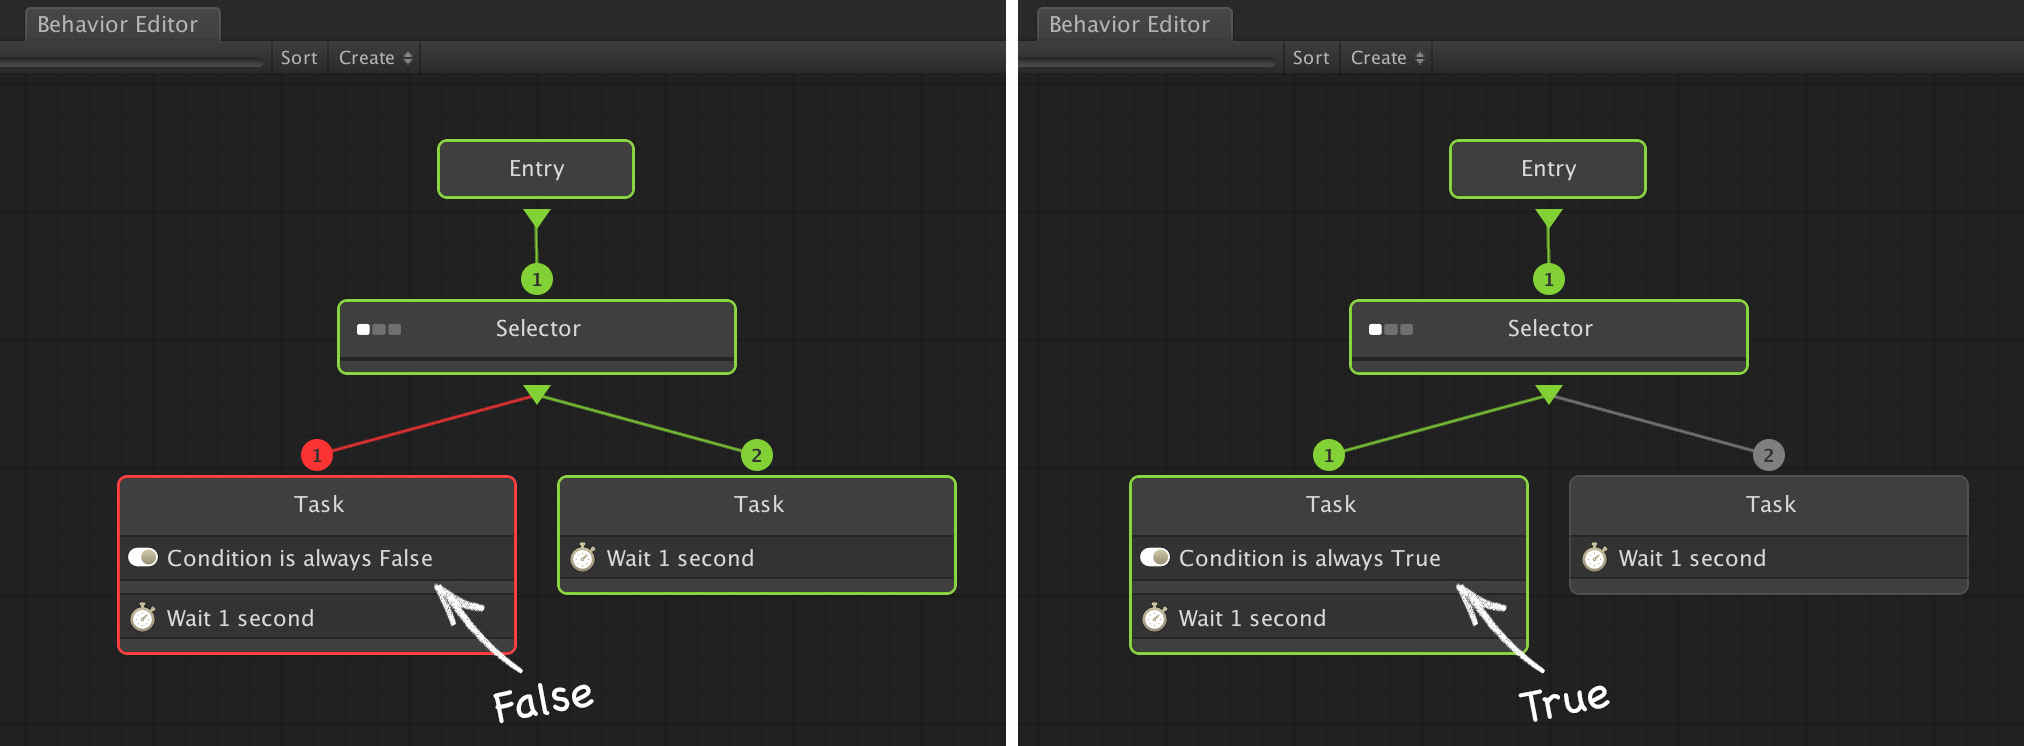 Behavior Editor
Sort Create
Entry
1
Selector
1 2
Task
Condition is always False
Wait 1 second
Task
Wait 1 second
False
Behavior Editor
Sort Create
Entry
1
Selector
1 2
Task
Condition is always True
Wait 1 second
Task
Wait 1 second
True